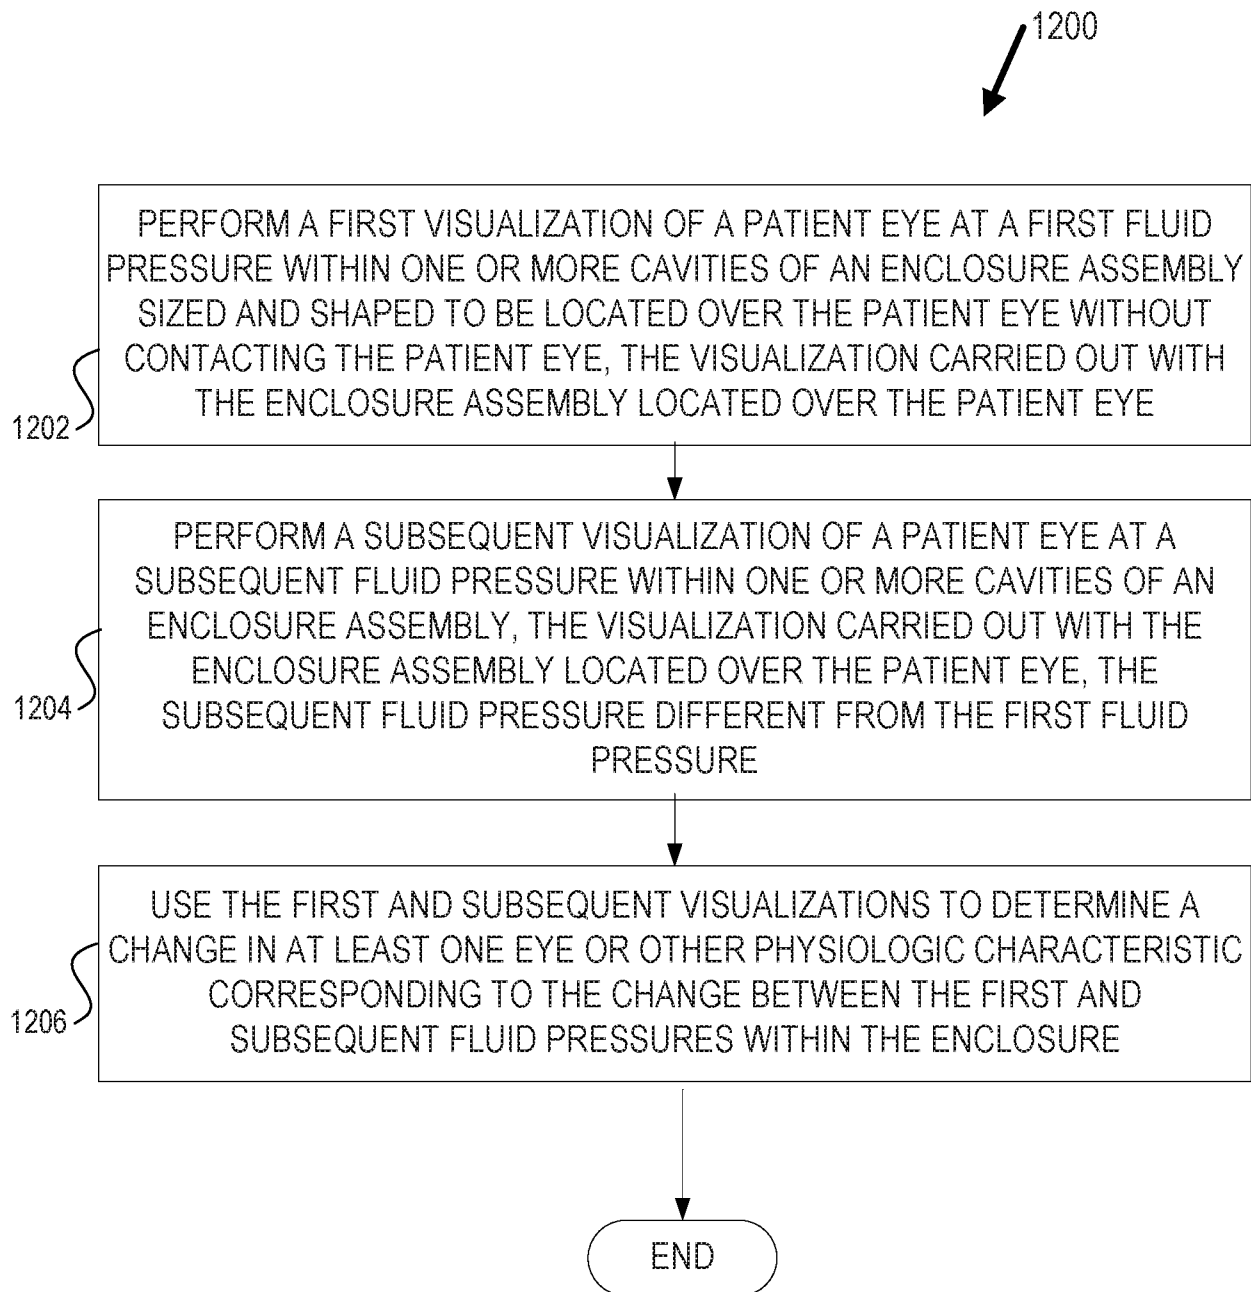 1200
PERFORM A FIRST VISUALIZATION OF A PATIENT EYE AT A FIRST FLUID
PRESSURE WITHIN ONE OR MORE CAVITIES OF AN ENCLOSURE ASSEMBLY
SIZED AND SHAPED TO BE LOCATED OVER THE PATIENT EYE WITHOUT
CONTACTING THE PATIENT EYE, THE VISUALIZATION CARRIED OUT WITH
THE ENCLOSURE ASSEMBLY LOCATED OVER THE PATIENT EYE
1202
PERFORM A SUBSEQUENT VISUALIZATION OF A PATIENT EYE AT A
SUBSEQUENT FLUID PRESSURE WITHIN ONE OR MORE CAVITIES OF AN
ENCLOSURE ASSEMBLY, THE VISUALIZATION CARRIED OUT WITH THE
ENCLOSURE ASSEMBLY LOCATED OVER THE PATIENT EYE, THE
SUBSEQUENT FLUID PRESSURE DIFFERENT FROM THE FIRST FLUID
PRESSURE
1204
USE THE FIRST AND SUBSEQUENT VISUALIZATIONS TO DETERMINE A
CHANGE IN AT LEAST ONE EYE OR OTHER PHYSIOLOGIC CHARACTERISTIC
CORRESPONDING TO THE CHANGE BETWEEN THE FIRST AND
SUBSEQUENT FLUID PRESSURES WITHIN THE ENCLOSURE
1206
END